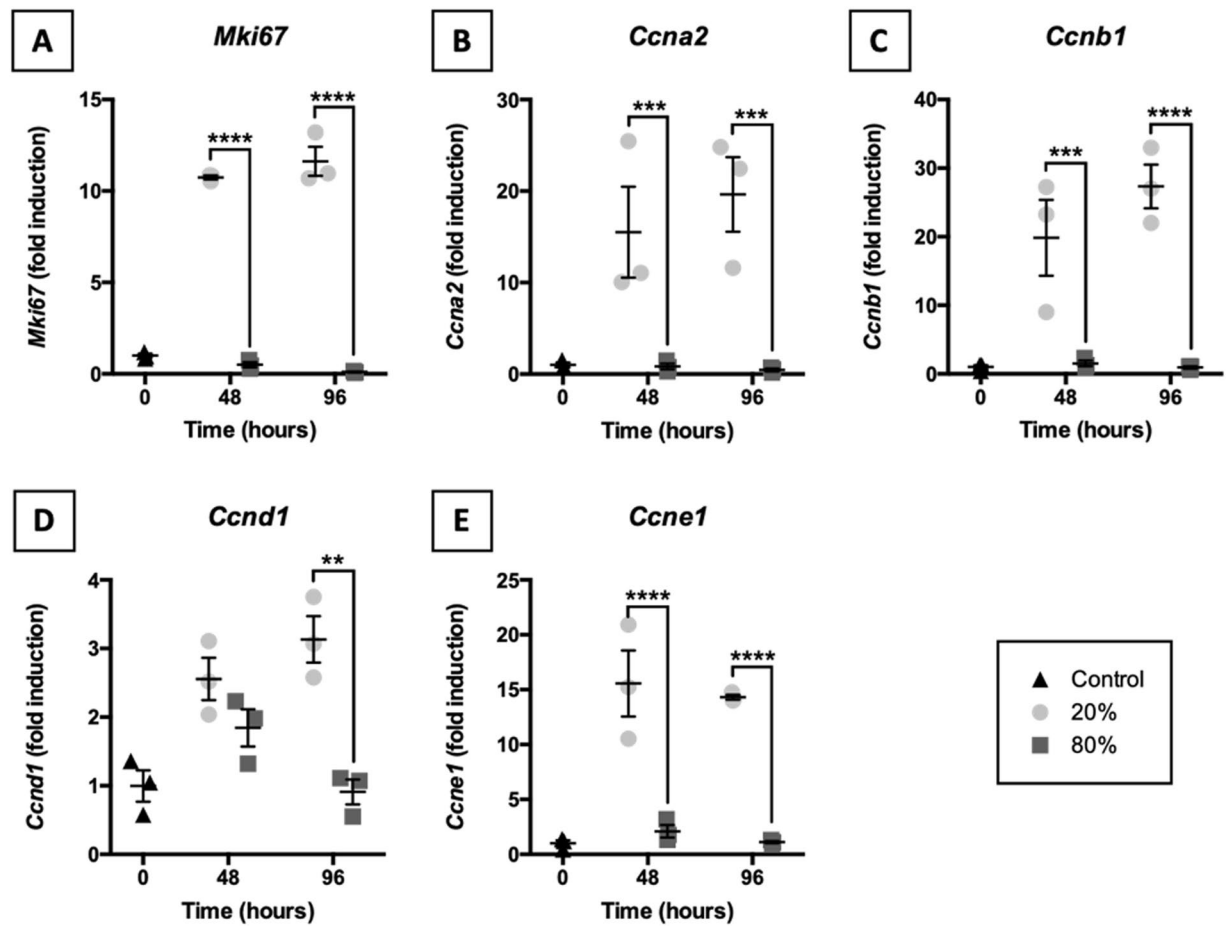 A
Mki67
Mki67 (fold induction)
15
10
5
0
****
****
0 48 96
Time (hours)
B
Ccna2
Ccna2 (fold induction)
30
20
10
0
***
***
0 48 96
Time (hours)
C
Ccnb1
Ccnb1 (fold induction)
40
30
20
10
0
***
****
0 48 96
Time (hours)
D
Ccnd1
Ccnd1 (fold induction)
4
3
2
1
0
**
0 48 96
Time (hours)
E
Ccne1
Ccne1 (fold induction)
25
20
15
10
5
0
****
****
0 48 96
Time (hours)
Control
20%
80%